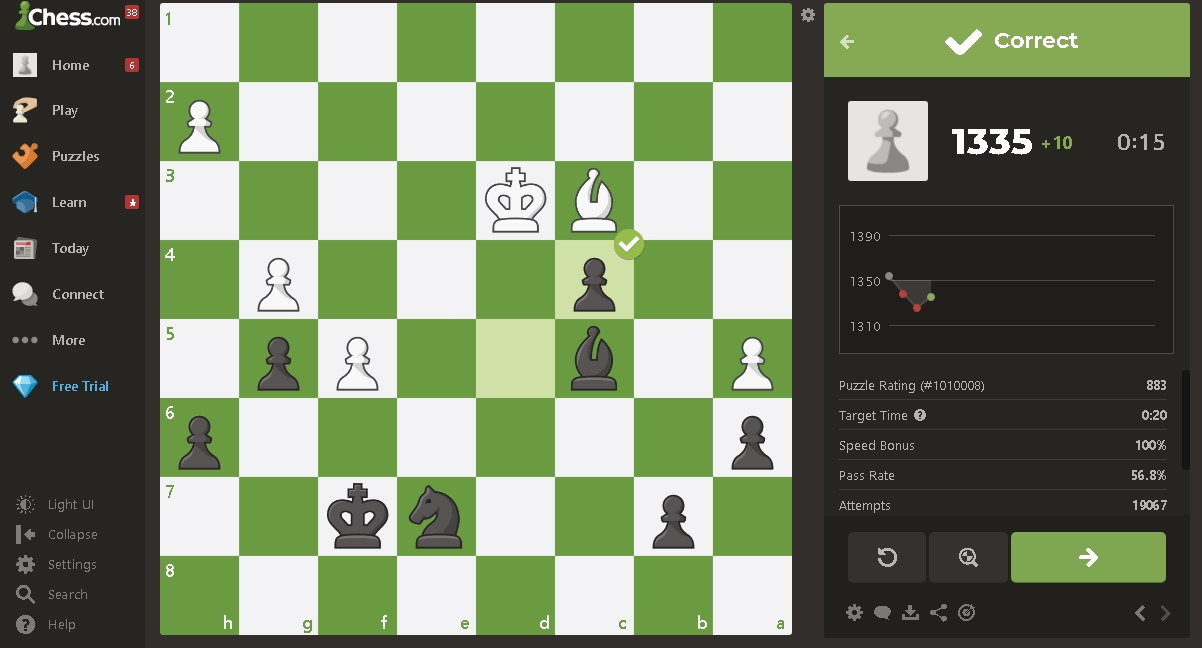 Chess.com 38
Home 6
Play
Puzzles
Learn
Today
Connect
More
Free Trial
Light UI
Collapse
Settings
Search
Help
1
2
3
4
5
6
7
8
h g f e d c b a
Correct
1335 +10 0:15
1390
1350
1310
Puzzle Rating (#1010008) 883
Target Time ? 0:20
Speed Bonus 100%
Pass Rate 56.8%
Attempts 19067